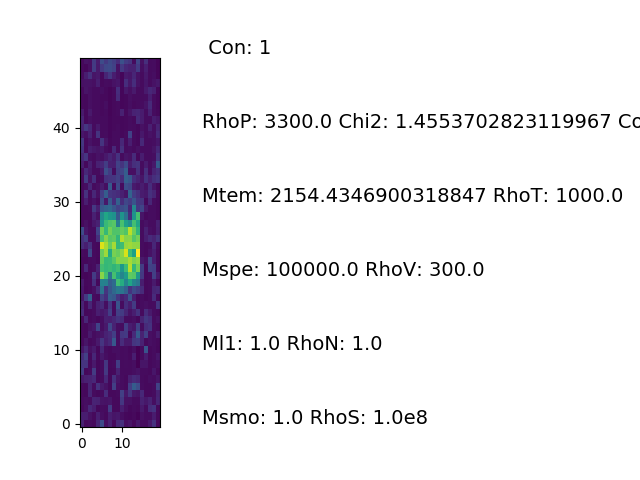 Con: 1
RhoP: 3300.0 Chi2: 1.4553702823119967 Co
Mtem: 2154.4346900318847 RhoT: 1000.0
Mspe: 100000.0 RhoV: 300.0
Ml1: 1.0 RhoN: 1.0
Msmo: 1.0 RhoS: 1.0e8
40
30
20
10
0
0 10